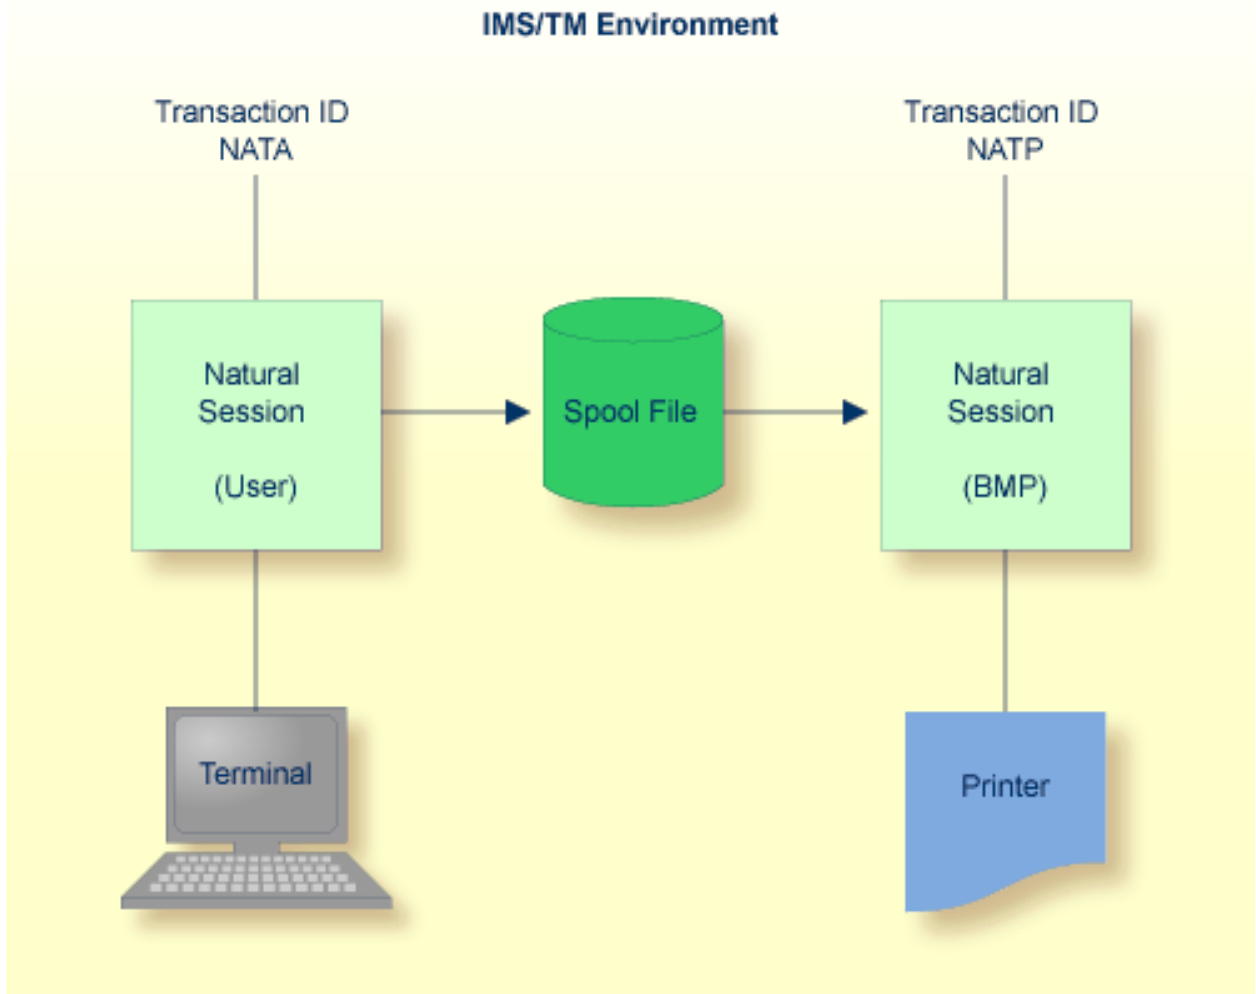 IMS/TM Environment
Transaction ID
NATA
Transaction ID
NATP
Natural
Session
(User)
Spool File
Natural
Session
(BMP)
Terminal
Printer